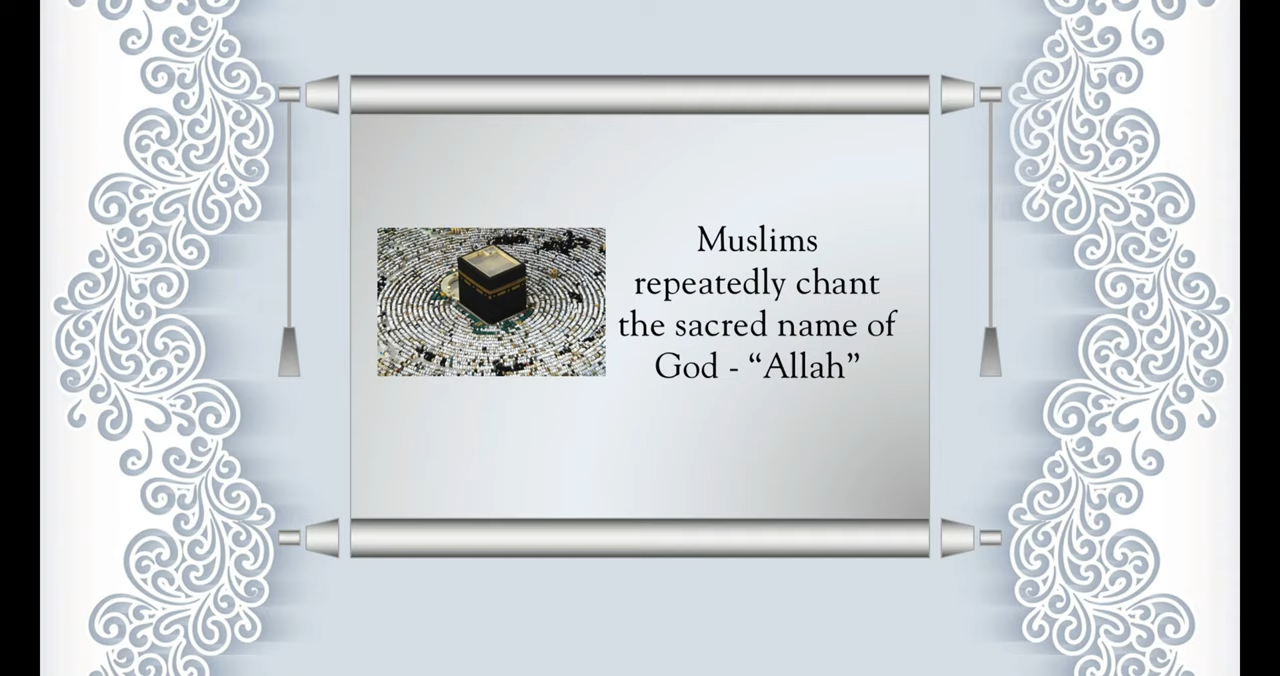 Muslims
repeatedly chant
the sacred name of
God - “Allah”